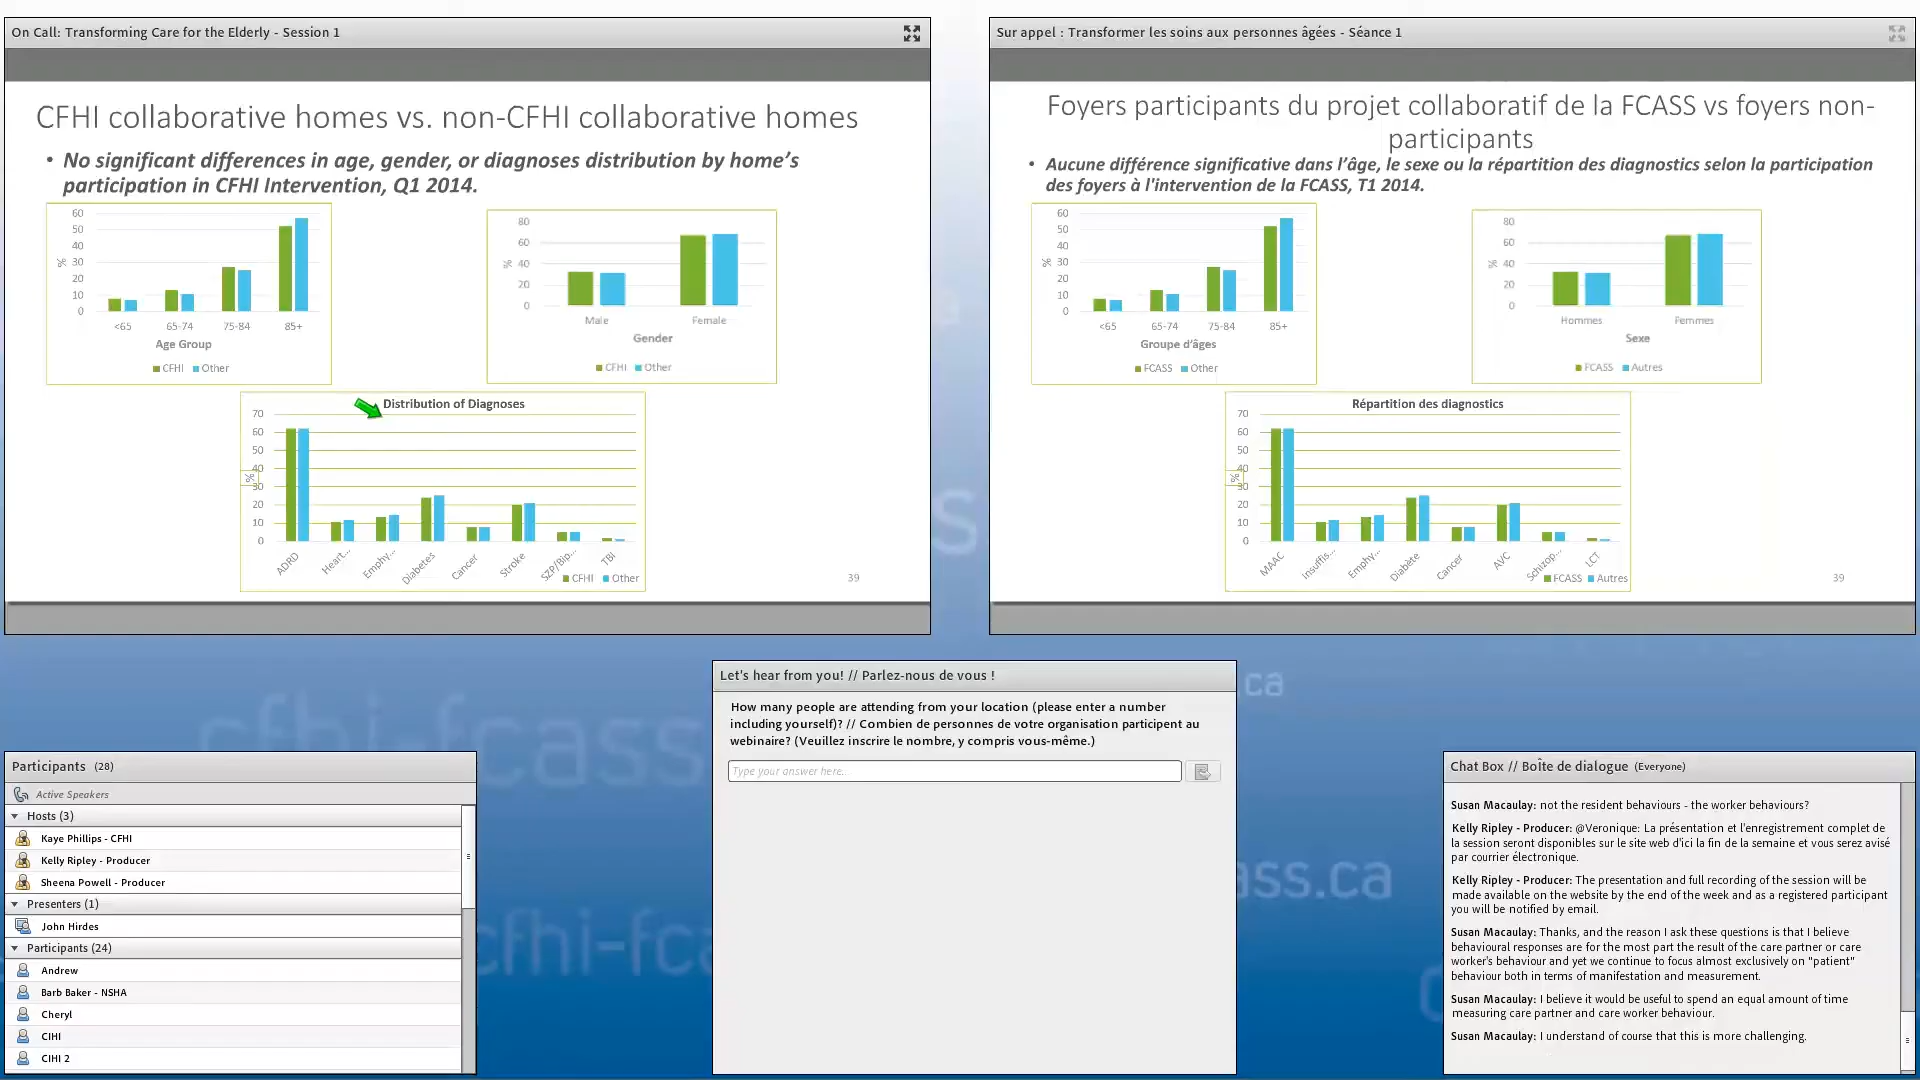 On Call: Transforming Care for the Elderly - Session 1
CFHI collaborative homes vs. non-CFHI collaborative homes
• No significant differences in age, gender, or diagnoses distribution by home's
participation in CFHI Intervention, Q1 2014.
60
50
40
30
20
10
0
%
<65 65-74 75-84 85+
Age Group
CFHI Other
80
60
40
20
0
%
Male Female
Gender
CFHI Other
Distribution of Diagnoses
70
60
50
40
30
20
10
0
%
ADRD Heart... Emphy... Diabetes Cancer Stroke SZP/Bip... TBI
CFHI Other
39
Sur appel : Transformer les soins aux personnes âgées - Séance 1
Foyers participants du projet collaboratif de la FCASS vs foyers non-
participants
• Aucune différence significative dans l'âge, le sexe ou la répartition des diagnostics selon la participation
des foyers à l'intervention de la FCASS, T1 2014.
60
50
40
30
20
10
0
%
<65 65-74 75-84 85+
Groupe d'âges
FCASS Other
80
60
40
20
0
%
Hommes Femmes
Sexe
FCASS Autres
Répartition des diagnostics
70
60
50
40
30
20
10
0
%
MAAC Insuffis... Emphy... Diabète Cancer AVC Schizop... LCT
FCASS Autres
39
cfhi-fcass
.ca
ass.ca
cfhi-fc
Let's hear from you! // Parlez-nous de vous !
How many people are attending from your location (please enter a number
including yourself)? // Combien de personnes de votre organisation participent au
webinaire? (Veuillez inscrire le nombre, y compris vous-même.)
Type your answer here...
Participants (28)
Active Speakers
Hosts (3)
Kaye Phillips - CFHI
Kelly Ripley - Producer
Sheena Powell - Producer
Presenters (1)
John Hirdes
Participants (24)
Andrew
Barb Baker - NSHA
Cheryl
CIHI
CIHI 2
Chat Box // Boîte de dialogue (Everyone)
Susan Macaulay: not the resident behaviours - the worker behaviours?
Kelly Ripley - Producer: @Veronique: La présentation et l'enregistrement complet de
la session seront disponibles sur le site web d'ici la fin de la semaine et vous serez avisé
par courrier électronique.
Kelly Ripley - Producer: The presentation and full recording of the session will be
made available on the website by the end of the week and as a registered participant
you will be notified by email.
Susan Macaulay: Thanks, and the reason I ask these questions is that I believe
behavioural responses are for the most part the result of the care partner or care
worker's behaviour and yet we continue to focus almost exclusively on "patient"
behaviour both in terms of manifestation and measurement.
Susan Macaulay: I believe it would be useful to spend an equal amount of time
measuring care partner and care worker behaviour.
Susan Macaulay: I understand of course that this is more challenging.